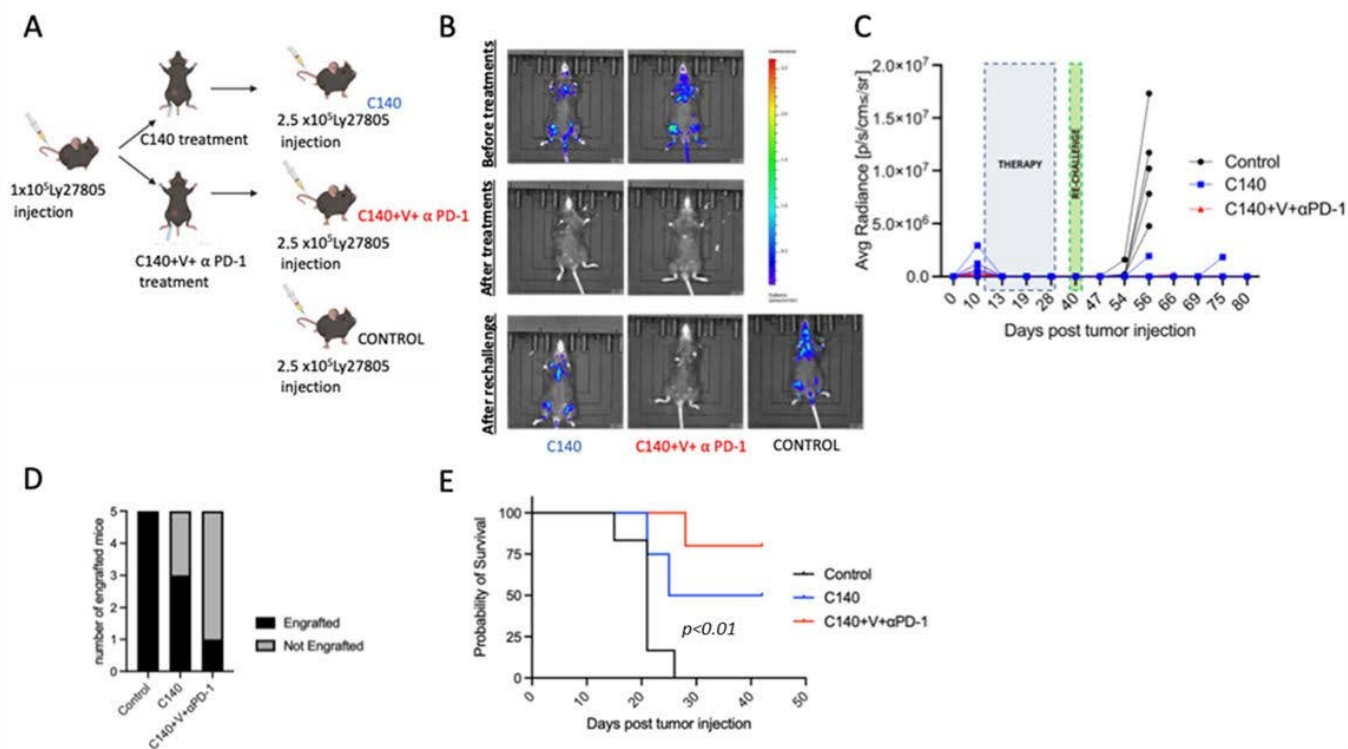 A
C140 treatment
1x10⁵Ly27805
injection
C140+V+ α PD-1
treatment
C140
2.5 x10⁵Ly27805
injection
C140+V+ α PD-1
2.5 x10⁵Ly27805
injection
CONTROL
2.5 x10⁵Ly27805
injection
B
Before treatments
After treatments
After rechallenge
C140
C140+V+ α PD-1
CONTROL
C
Avg Radiance [p/s/cm₅/sr]
2.0×10⁷
1.5×10⁷
1.0×10⁷
5.0×10⁶
0.0
THERAPY
RE-CHALLENGE
0 10 13 19 28 40 47 54 56 66 69 75 80
Days post tumor injection
Control
C140
C140+V+αPD-1
D
number of engrafted mice
5
4
3
2
1
0
Control
C140
C140+V+αPD-1
Engrafted
Not Engrafted
E
Probability of Survival
100
75
50
25
0
p<0.01
0 10 20 30 40 50
Days post tumor injection
Control
C140
C140+V+αPD-1